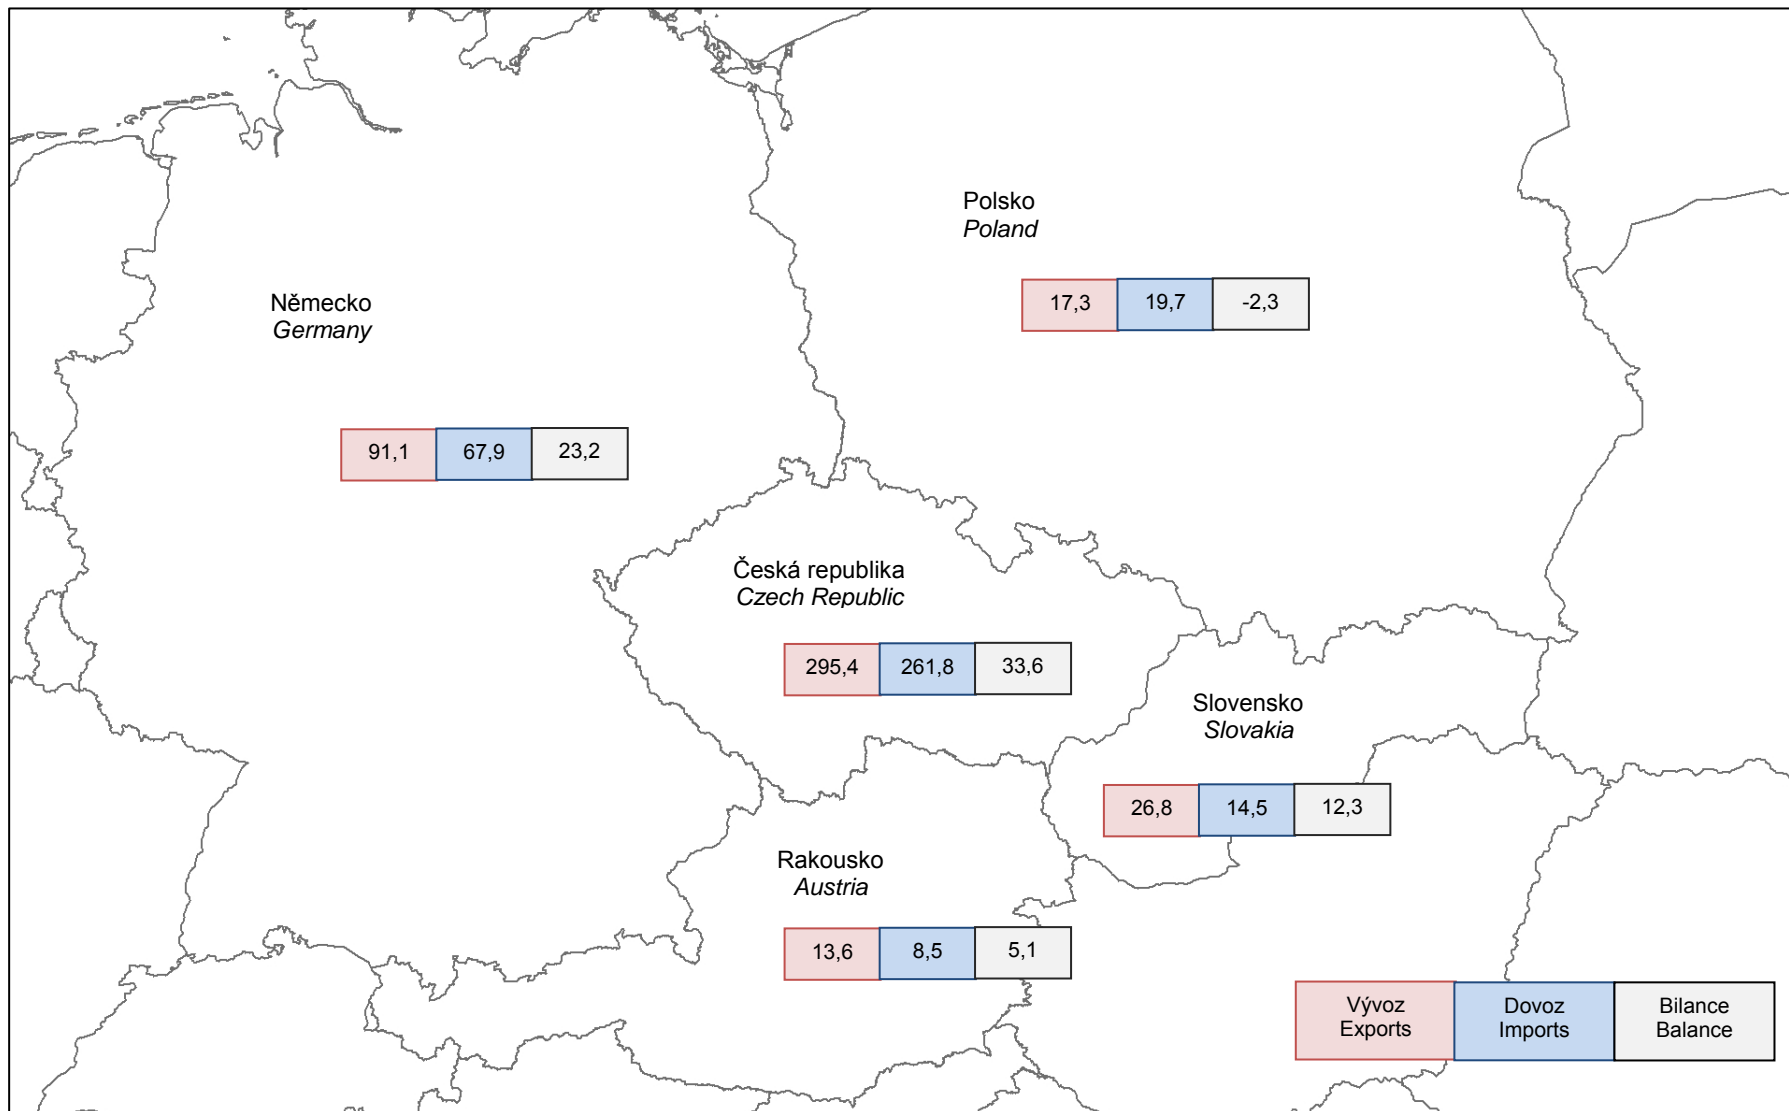 Polsko
Poland
17,3 19,7 -2,3
Německo
Germany
91,1 67,9 23,2
Česká republika
Czech Republic
295,4 261,8 33,6
Slovensko
Slovakia
26,8 14,5 12,3
Rakousko
Austria
13,6 8,5 5,1
Vývoz Dovoz Bilance
Exports Imports Balance